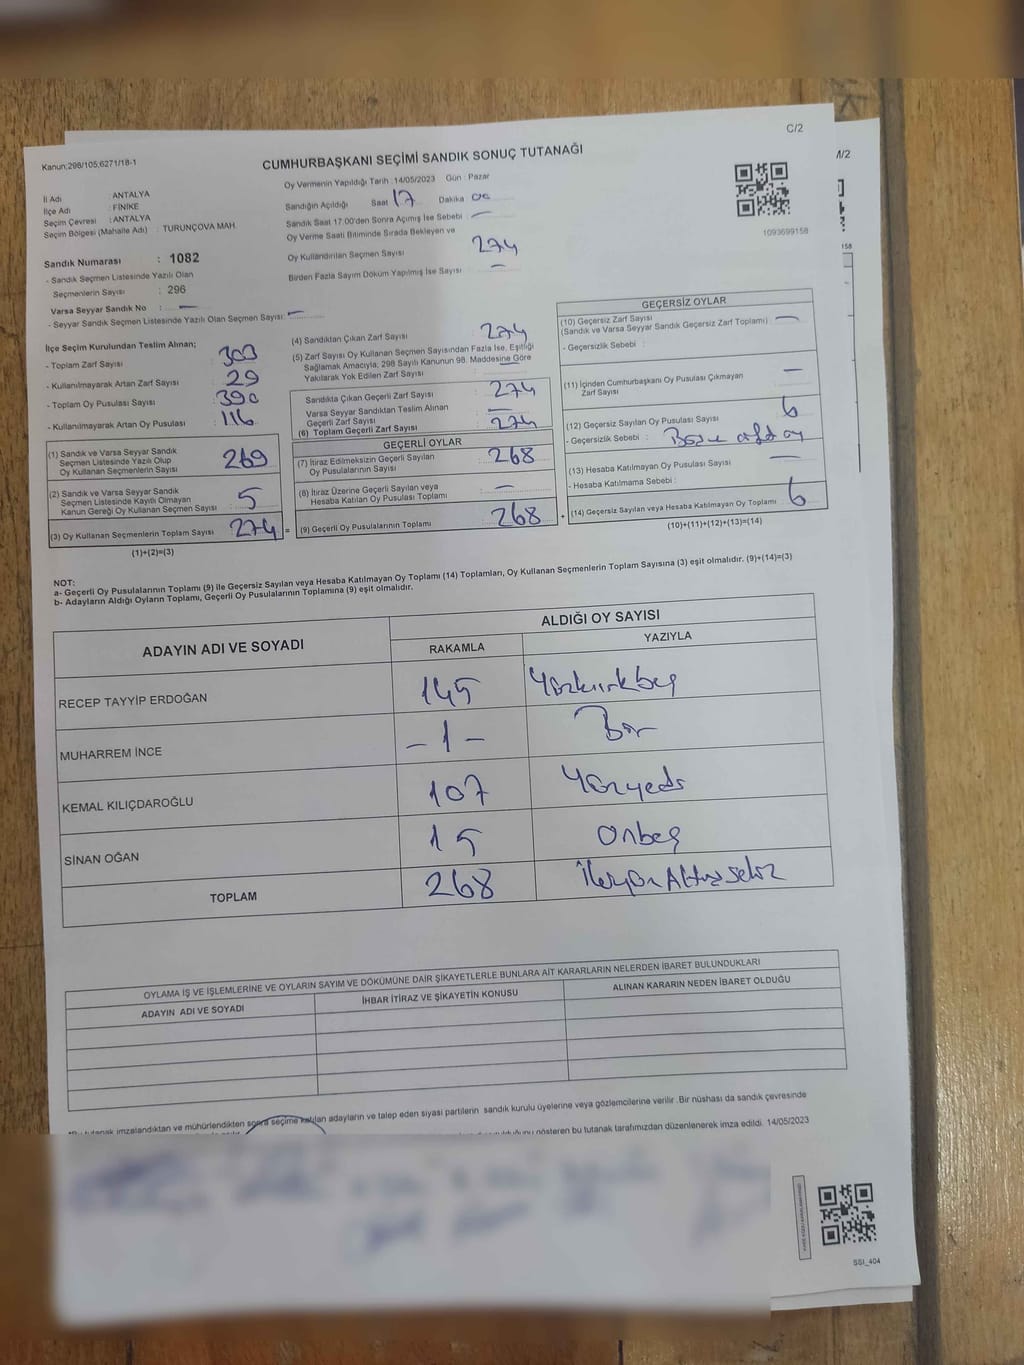 C/2
Kanun:298/105,6271/18-1
CUMHURBAŞKANI SEÇİMİ SANDIK SONUÇ TUTANAĞI
İl Adı : ANTALYA
İlçe Adı : FİNİKE
Seçim Çevresi : ANTALYA
Seçim Bölgesi (Mahalle Adı) : TURUNÇOVA MAH.
Sandık Numarası : 1082
- Sandık Seçmen Listesinde Yazılı Olan
Seçmenlerin Sayısı : 296
Varsa Seyyar Sandık No : —
- Seyyar Sandık Seçmen Listesinde Yazılı Olan Seçmen Sayısı: —
Oy Vermenin Yapıldığı Tarih : 14/05/2023 Gün : Pazar
Sandığın Açıldığı Saat 17 Dakika 00
Sandık Saat 17.00'den Sonra Açımış İse Sebebi : —
Oy Verme Saati Bitiminde Sırada Bekleyen ve
Oy Kullandırılan Seçmen Sayısı 274
Birden Fazla Sayım Döküm Yapılmış İse Sayısı —
1093699158
M/2
158
İlçe Seçim Kurulundan Teslim Alınan;
- Toplam Zarf Sayısı : 303
- Kullanılmayarak Artan Zarf Sayısı : 29
- Toplam Oy Pusulası Sayısı : 390
- Kullanılmayarak Artan Oy Pusulası : 116
(1) Sandık ve Varsa Seyyar Sandık
Seçmen Listesinde Yazılı Olup
Oy Kullanan Seçmenlerin Sayısı 269
(2) Sandık ve Varsa Seyyar Sandık
Seçmen Listesinde Kayıtlı Olmayan
Kanun Gereği Oy Kullanan Seçmen Sayısı 5
(3) Oy Kullanan Seçmenlerin Toplam Sayısı 274 =
(1)+(2)=(3)
(4) Sandıktan Çıkan Zarf Sayısı 274
(5) Zarf Sayısı Oy Kullanan Seçmen Sayısından Fazla İse, Eşitliği
Sağlamak Amacıyla, 298 Sayılı Kanunun 98. Maddesine Göre
Yakılarak Yok Edilen Zarf Sayısı —
Sandıkta Çıkan Geçerli Zarf Sayısı : 274
Varsa Seyyar Sandıktan Teslim Alınan
Geçerli Zarf Sayısı : —
(6) Toplam Geçerli Zarf Sayısı : 274
GEÇERLİ OYLAR
(7) İtiraz Edilmeksizin Geçerli Sayılan
Oy Pusulalarının Sayısı : 268
(8) İtiraz Üzerine Geçerli Sayılan veya
Hesaba Katılan Oy Pusulası Toplamı : —
(9) Geçerli Oy Pusulalarının Toplamı 268 +
GEÇERSİZ OYLAR
(10) Geçersiz Zarf Sayısı
(Sandık ve Varsa Seyyar Sandık Geçersiz Zarf Toplamı) : —
- Geçersizlik Sebebi :
(11) İçinden Cumhurbaşkanı Oy Pusulası Çıkmayan
Zarf Sayısı : —
(12) Geçersiz Sayılan Oy Pusulası Sayısı : 6
- Geçersizlik Sebebi :
(13) Hesaba Katılmayan Oy Pusulası Sayısı : —
- Hesaba Katılmama Sebebi :
(14) Geçersiz Sayılan veya Hesaba Katılmayan Oy Toplamı : 6
(10)+(11)+(12)+(13)=(14)
NOT:
a- Geçerli Oy Pusulalarının Toplamı (9) ile Geçersiz Sayılan veya Hesaba Katılmayan Oy Toplamı (14) Toplamları, Oy Kullanan Seçmenlerin Toplam Sayısına (3) eşit olmalıdır. (9)+(14)=(3)
b- Adayların Aldığı Oyların Toplamı, Geçerli Oy Pusulalarının Toplamına (9) eşit olmalıdır.
ADAYIN ADI VE SOYADI
ALDIĞI OY SAYISI
RAKAMLA YAZIYLA
RECEP TAYYİP ERDOĞAN 145 Yüzkırkbeş
MUHARREM İNCE -1- Bir
KEMAL KILIÇDAROĞLU 107 Yüzyedi
SİNAN OĞAN 15 Onbeş
TOPLAM 268 İkiyüzAltmışsekiz
OYLAMA İŞ VE İŞLEMLERİNE VE OYLARIN SAYIM VE DÖKÜMÜNE DAİR ŞİKAYETLERLE BUNLARA AİT KARARLARIN NELERDEN İBARET BULUNDUKLARI
ADAYIN ADI VE SOYADI İHBAR İTİRAZ VE ŞİKAYETİN KONUSU ALINAN KARARIN NEDEN İBARET OLDUĞU
tutanak imzalandıktan ve mühürlendikten sonra seçime katılan adayların ve talep eden siyasi partilerin sandık kurulu üyelerine veya gözlemcilerine verilir .Bir nüshası da sandık çevresinde
gösteren bu tutanak tarafımızdan düzenlenerek imza edildi. 14/05/2023
SSI_404